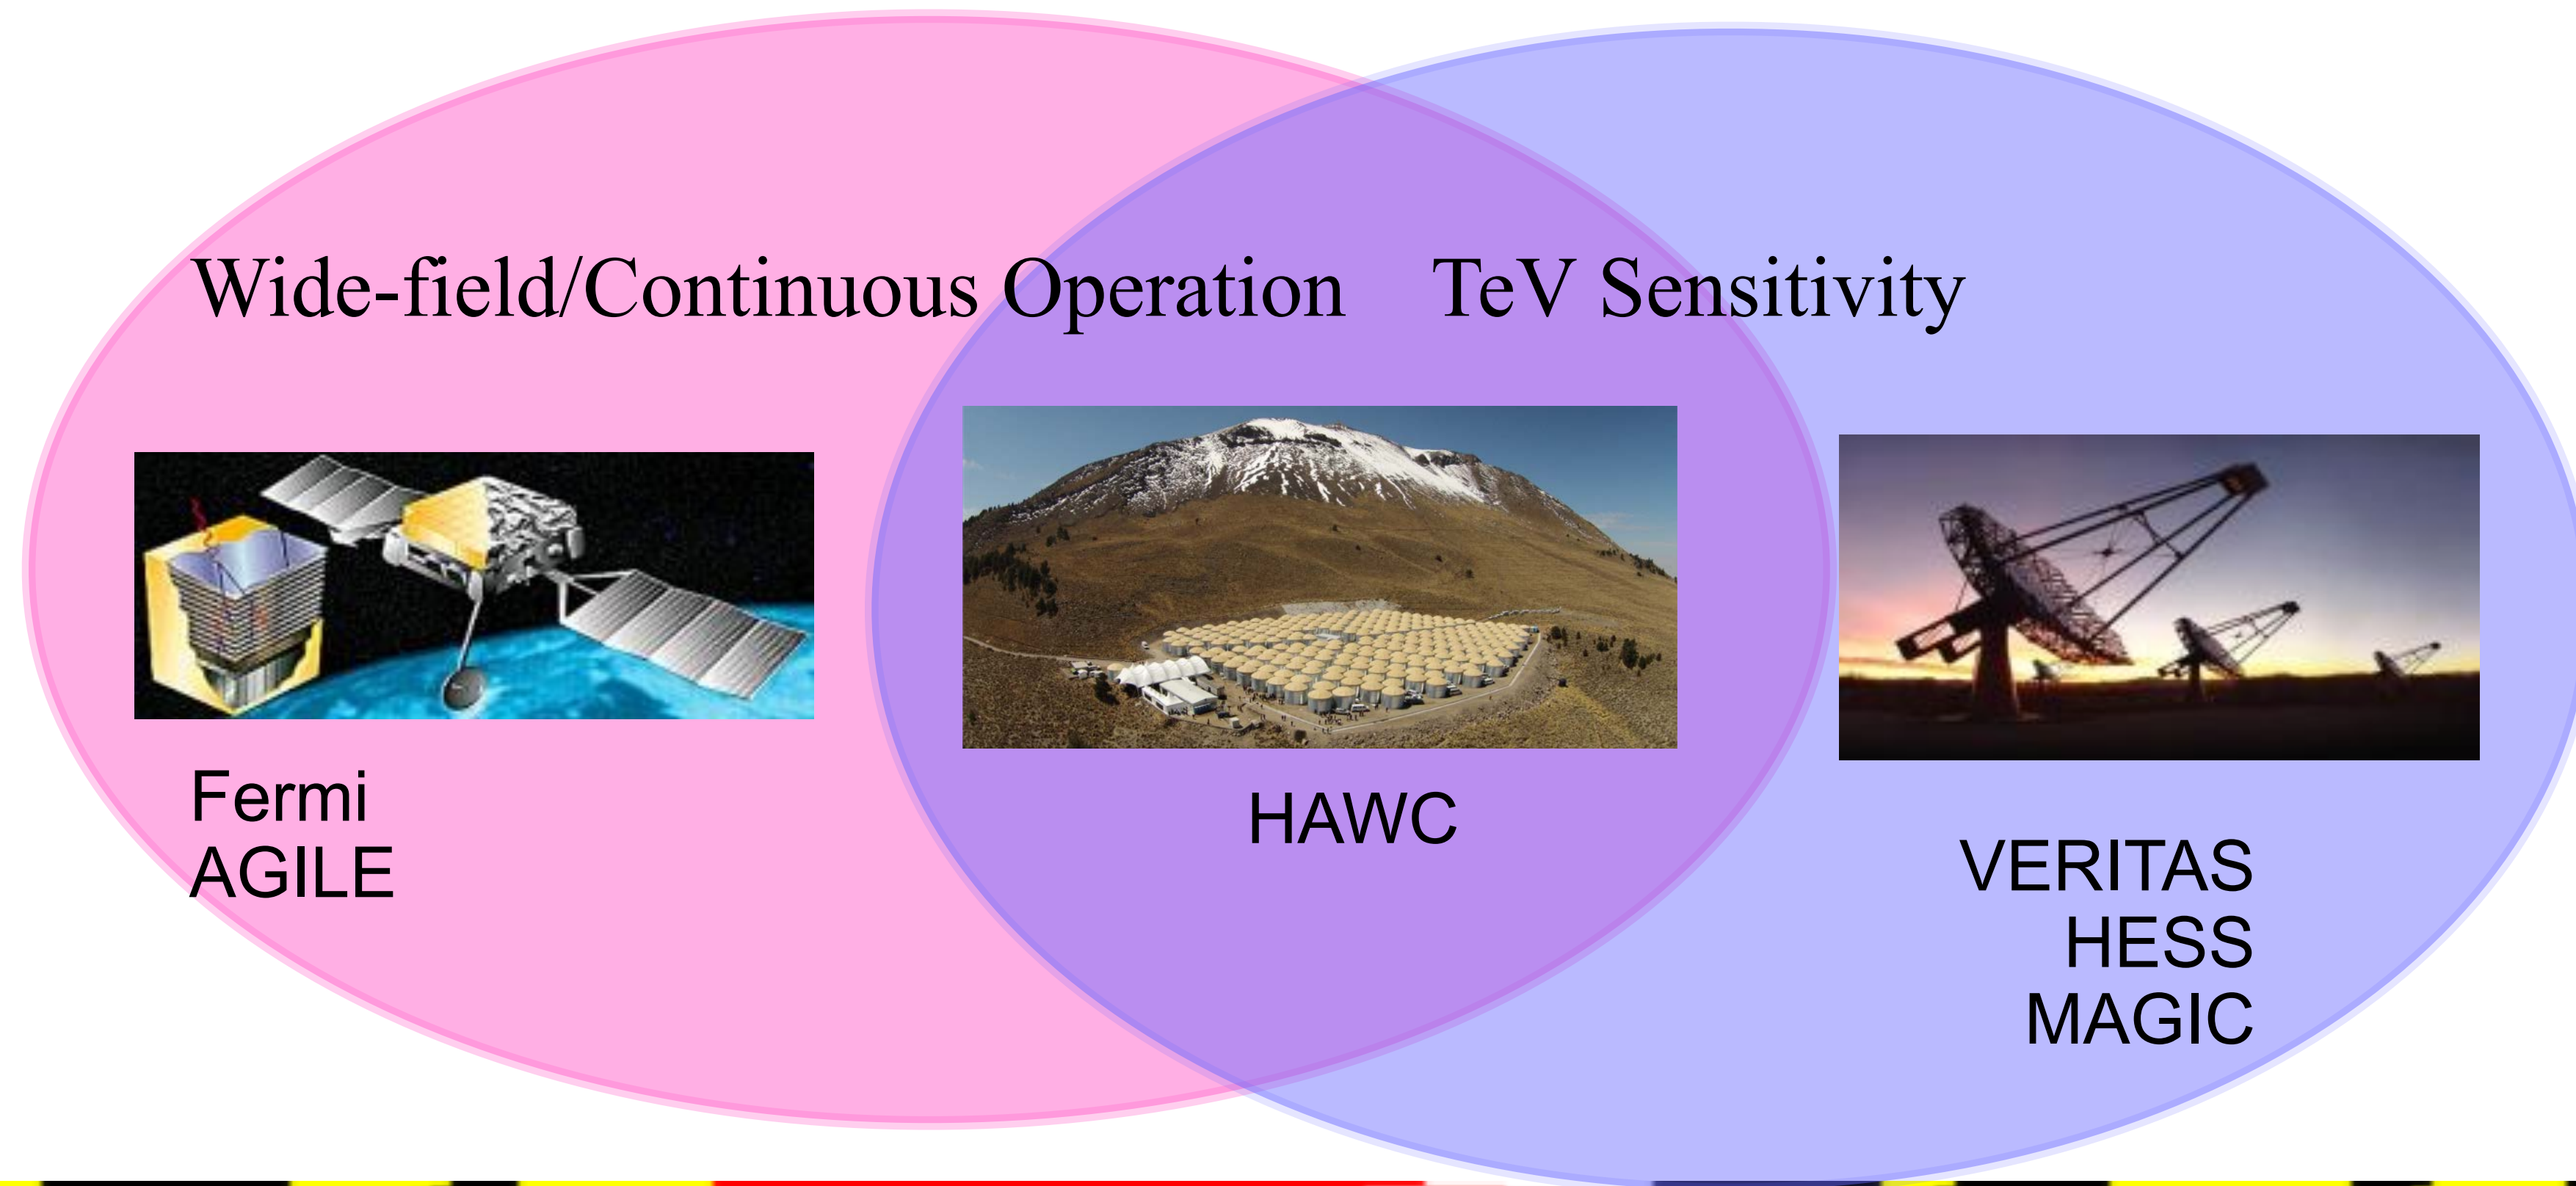 Wide-field/Continuous Operation TeV Sensitivity
Fermi
AGILE
HAWC
VERITAS
HESS
MAGIC